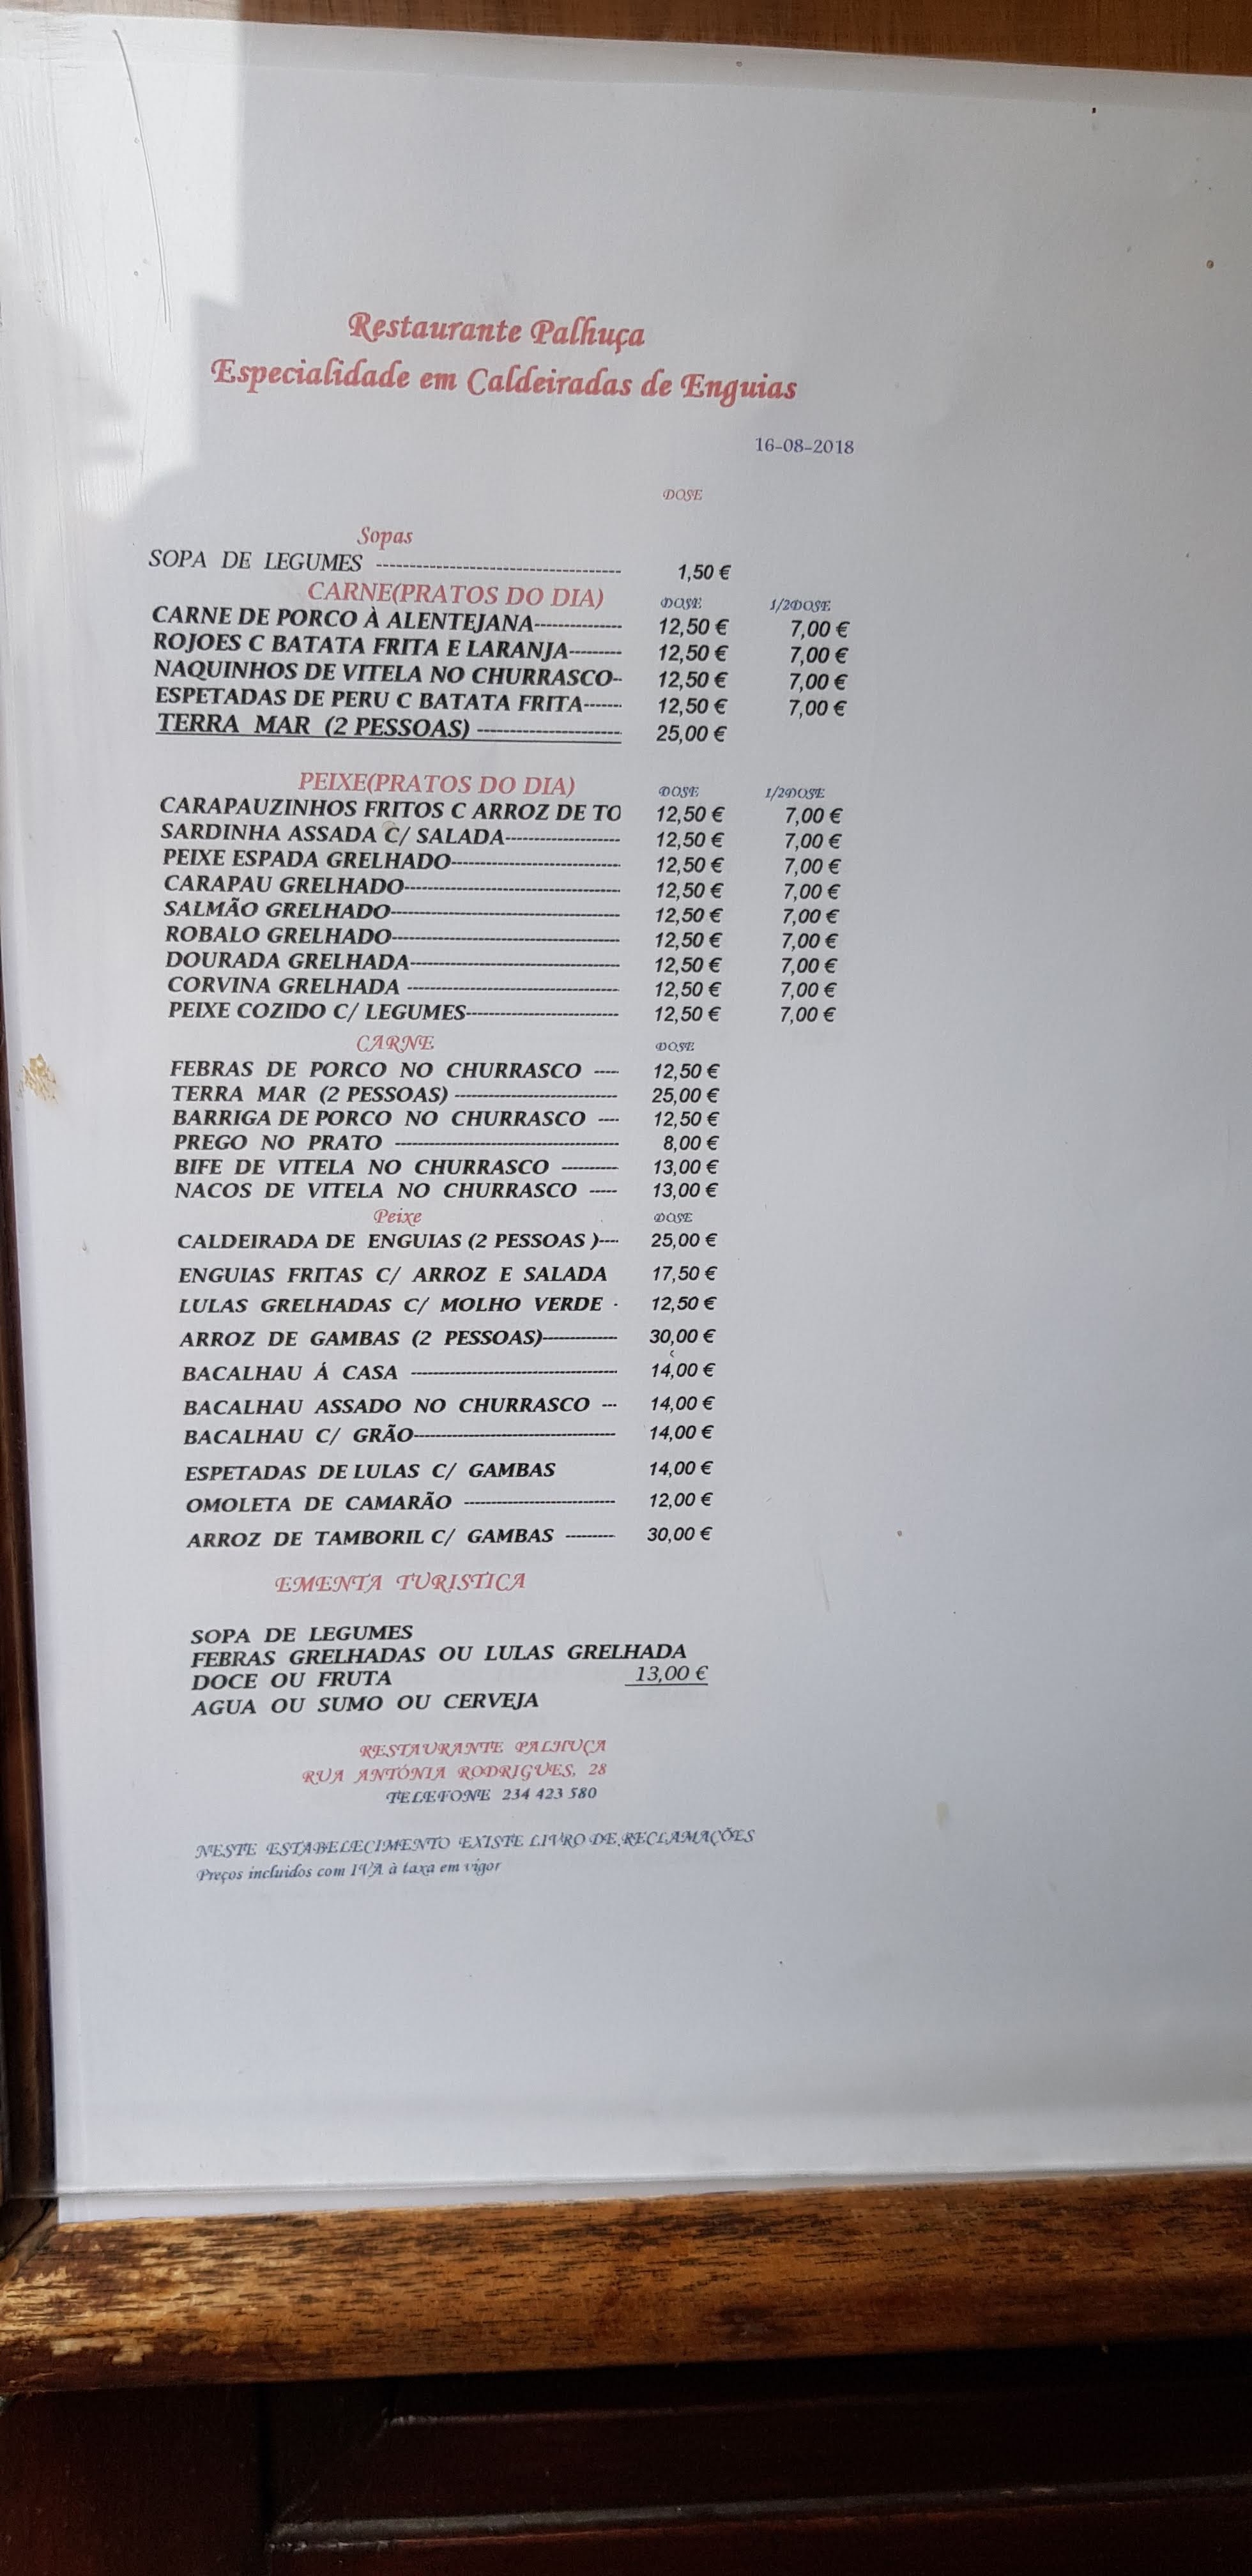 Restaurante Palhuça
Especialidade em Caldeiradas de Enguias
16-08-2018
DOSE
Sopas
SOPA DE LEGUMES ------------------------------------- 1,50 €
CARNE(PRATOS DO DIA) DOSE 1/2DOSE
CARNE DE PORCO À ALENTEJANA--------------- 12,50 € 7,00 €
ROJOES C BATATA FRITA E LARANJA--------- 12,50 € 7,00 €
NAQUINHOS DE VITELA NO CHURRASCO-- 12,50 € 7,00 €
ESPETADAS DE PERU C BATATA FRITA------- 12,50 € 7,00 €
TERRA MAR (2 PESSOAS) ------------------------ 25,00 €
PEIXE(PRATOS DO DIA) DOSE 1/2DOSE
CARAPAUZINHOS FRITOS C ARROZ DE TO 12,50 € 7,00 €
SARDINHA ASSADA C/ SALADA------------------- 12,50 € 7,00 €
PEIXE ESPADA GRELHADO---------------------------- 12,50 € 7,00 €
CARAPAU GRELHADO------------------------------------ 12,50 € 7,00 €
SALMÃO GRELHADO-------------------------------------- 12,50 € 7,00 €
ROBALO GRELHADO-------------------------------------- 12,50 € 7,00 €
DOURADA GRELHADA----------------------------------- 12,50 € 7,00 €
CORVINA GRELHADA ----------------------------------- 12,50 € 7,00 €
PEIXE COZIDO C/ LEGUMES-------------------------- 12,50 € 7,00 €
CARNE DOSE
FEBRAS DE PORCO NO CHURRASCO ---- 12,50 €
TERRA MAR (2 PESSOAS) --------------------------- 25,00 €
BARRIGA DE PORCO NO CHURRASCO ---- 12,50 €
PREGO NO PRATO ------------------------------------- 8,00 €
BIFE DE VITELA NO CHURRASCO ---------- 13,00 €
NACOS DE VITELA NO CHURRASCO ----- 13,00 €
Peixe DOSE
CALDEIRADA DE ENGUIAS (2 PESSOAS )---- 25,00 €
ENGUIAS FRITAS C/ ARROZ E SALADA 17,50 €
LULAS GRELHADAS C/ MOLHO VERDE - 12,50 €
ARROZ DE GAMBAS (2 PESSOAS)------------- 30,00 €
BACALHAU Á CASA ---------------------------------- 14,00 €
BACALHAU ASSADO NO CHURRASCO --- 14,00 €
BACALHAU C/ GRÃO---------------------------------- 14,00 €
ESPETADAS DE LULAS C/ GAMBAS 14,00 €
OMOLETA DE CAMARÃO ------------------------- 12,00 €
ARROZ DE TAMBORIL C/ GAMBAS --------- 30,00 €
EMENTA TURISTICA
SOPA DE LEGUMES
FEBRAS GRELHADAS OU LULAS GRELHADA
DOCE OU FRUTA 13,00 €
AGUA OU SUMO OU CERVEJA
RESTAURANTE PALHUÇA
RUA ANTÓNIA RODRIGUES, 28
TELEFONE 234 423 580
NESTE ESTABELECIMENTO EXISTE LIVRO DE RECLAMAÇÕES
Preços incluidos com IVA à taxa em vigor